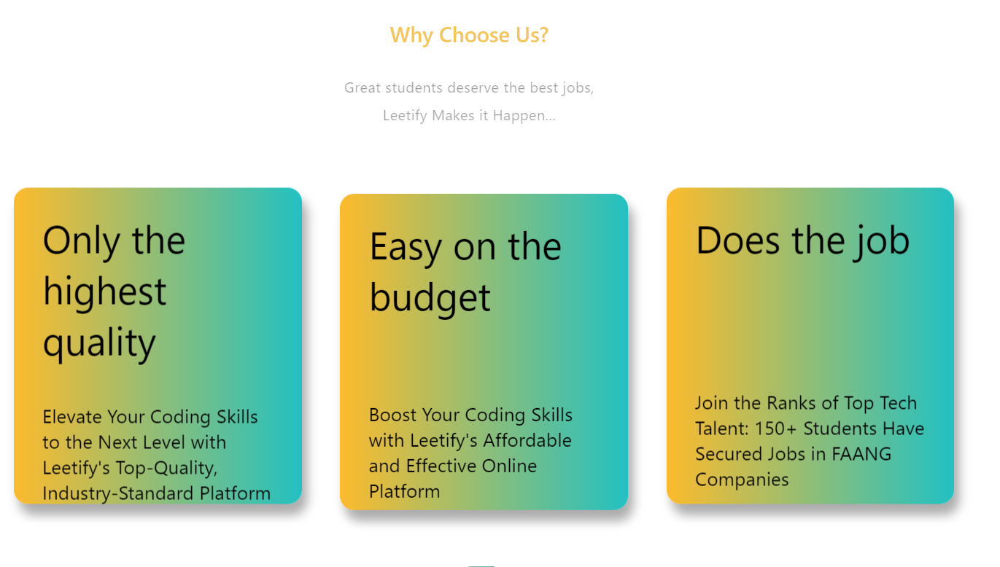 Why Choose Us?
Great students deserve the best jobs,
Leetify Makes it Happen...
Only the
highest
quality
Elevate Your Coding Skills
to the Next Level with
Leetify's Top-Quality,
Industry-Standard Platform
Easy on the
budget
Boost Your Coding Skills
with Leetify's Affordable
and Effective Online
Platform
Does the job
Join the Ranks of Top Tech
Talent: 150+ Students Have
Secured Jobs in FAANG
Companies